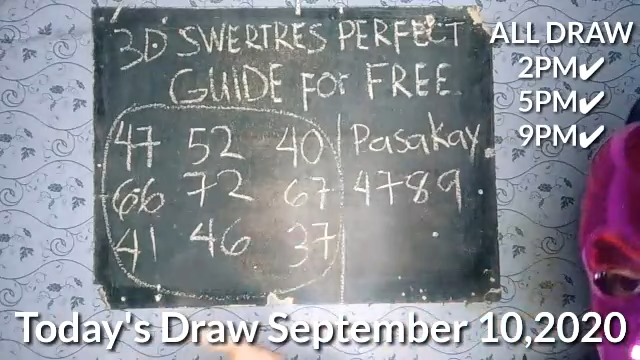 3D SWERTRES PERFECT
GUIDE for FREE
47 52 40 Pasakay
66 72 67 4789
41 46 37
ALL DRAW
2PM✔
5PM✔
9PM✔
Today's Draw September 10,2020